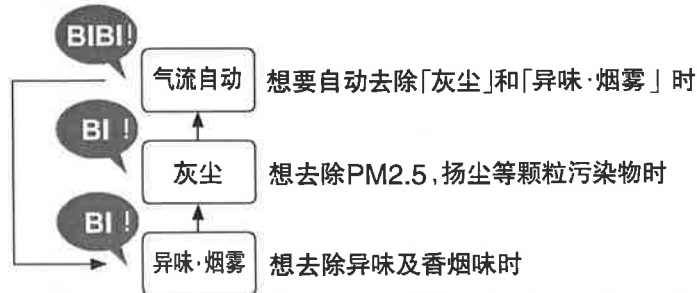 BIBI!
气流自动 想要自动去除「灰尘」和「异味·烟雾」时
BI !
灰尘 想去除PM2.5,扬尘等颗粒污染物时
BI !
异味·烟雾 想去除异味及香烟味时